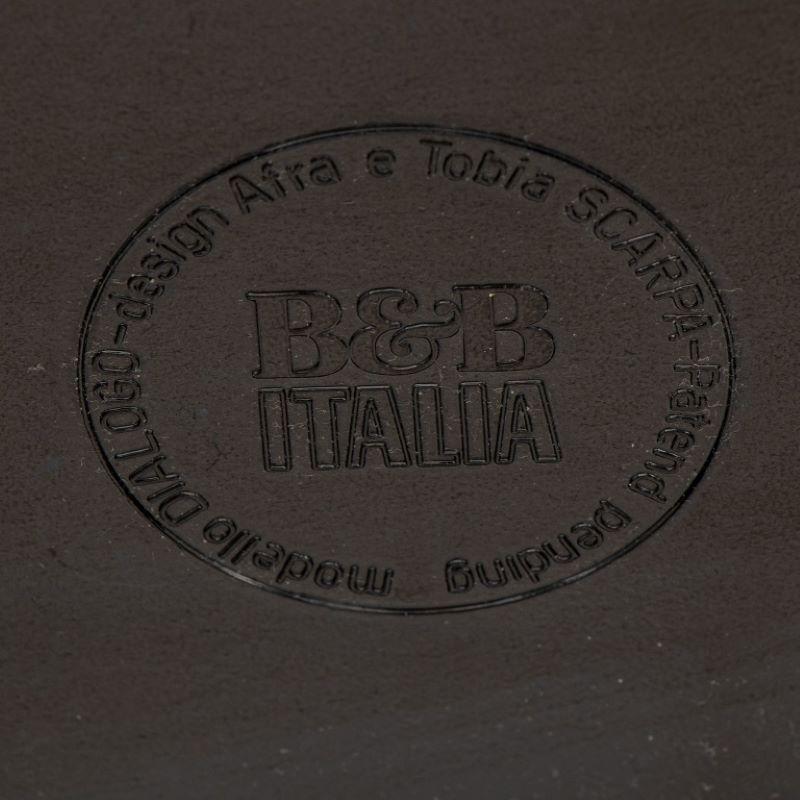 modello DIALOGO-design Afra e Tobia SCARPA-Patend pending
B&B
ITALIA